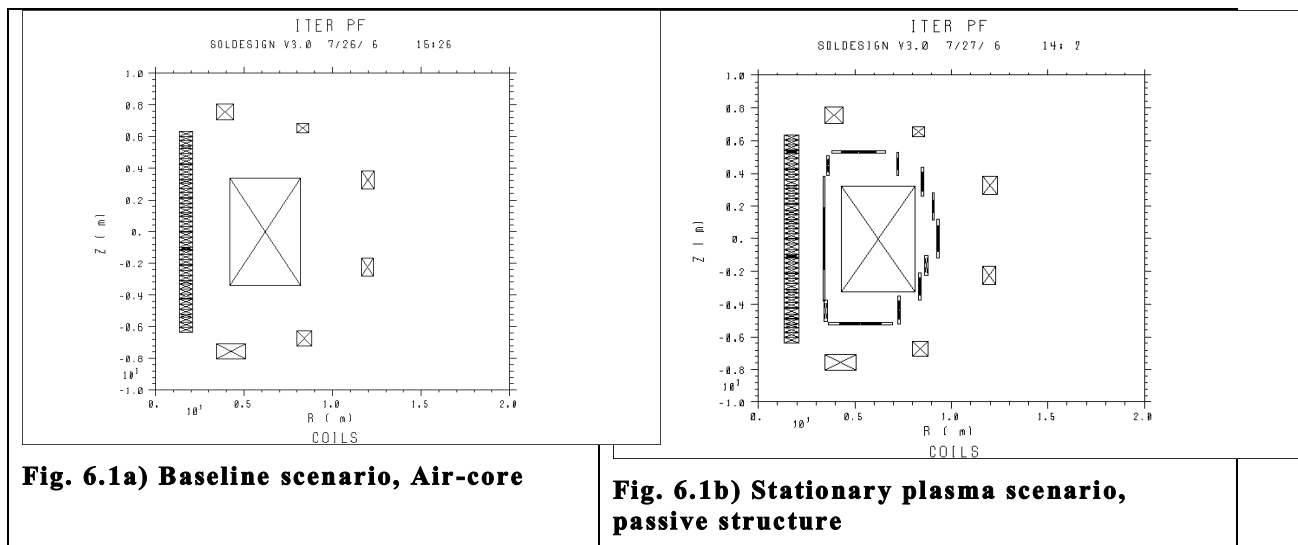 ITER PF
SOLDESIGN V3.0 7/26/ 6 15:26
1.0
0.8
0.6
0.4
0.2
0.
-0.2
-0.4
-0.6
-0.8
-1.0
Z ( m)
10¹
0. 0.5 1.0 1.5 2.0
10¹
R ( m)
COILS
Fig. 6.1a) Baseline scenario, Air-core
ITER PF
SOLDESIGN V3.0 7/27/ 6 14:
1.0
0.8
0.6
0.4
0.2
0.
-0.2
-0.4
-0.6
-0.8
-1.0
Z ( m)
10¹
0. 0.5 1.0 1.5 2.0
10¹
R ( m)
COILS
Fig. 6.1b) Stationary plasma scenario,
passive structure